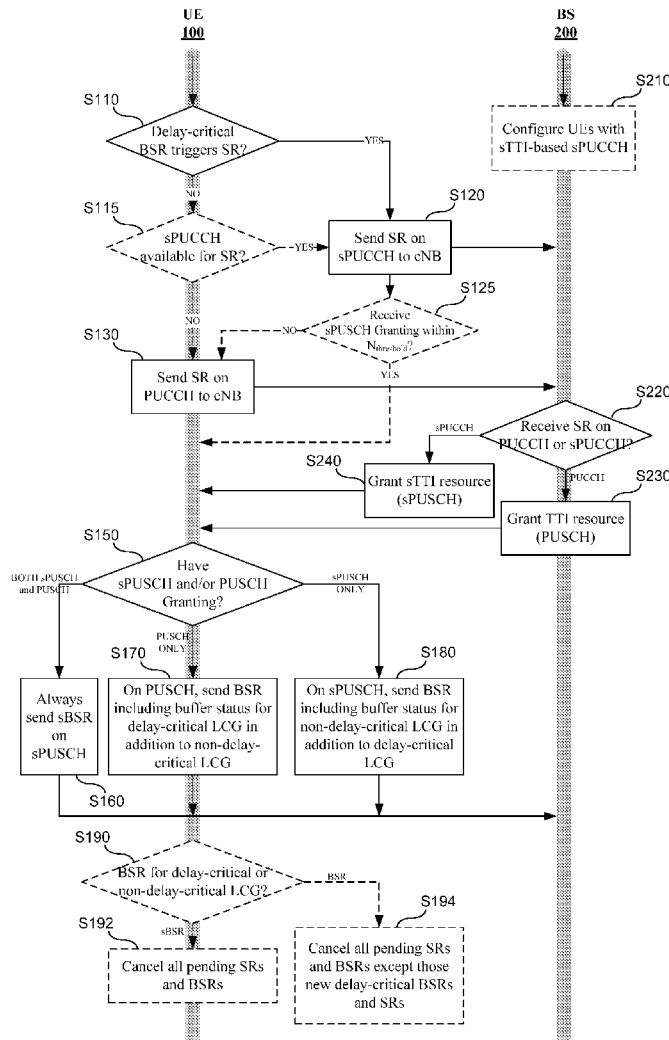 UE
100
BS
200
S110
Delay-critical
BSR triggers SR?
YES
NO
S210
Configure UEs with
sTTI-based sPUCCH
S115
sPUCCH
available for SR?
YES
NO
S120
Send SR on
sPUCCH to eNB
S125
Receive
sPUSCH Granting within
Nthreshold?
NO
YES
S130
Send SR on
PUCCH to eNB
S220
Receive SR on
PUCCH or sPUCCH?
sPUCCH
PUCCH
S240
Grant sTTI resource
(sPUSCH)
S230
Grant TTI resource
(PUSCH)
S150
Have
sPUSCH and/or PUSCH
Granting?
BOTH sPUSCH
and PUSCH
PUSCH
ONLY
sPUSCH
ONLY
Always
send sBSR
on
sPUSCH
S160
S170
On PUSCH, send BSR
including buffer status for
delay-critical LCG in
addition to non-delay-
critical LCG
S180
On sPUSCH, send BSR
including buffer status for
non-delay-critical LCG in
addition to delay-critical
LCG
S190
BSR for delay-critical or
non-delay-critical LCG?
BSR
sBSR
S192
Cancel all pending SRs
and BSRs
S194
Cancel all pending SRs
and BSRs except those
new delay-critical BSRs
and SRs